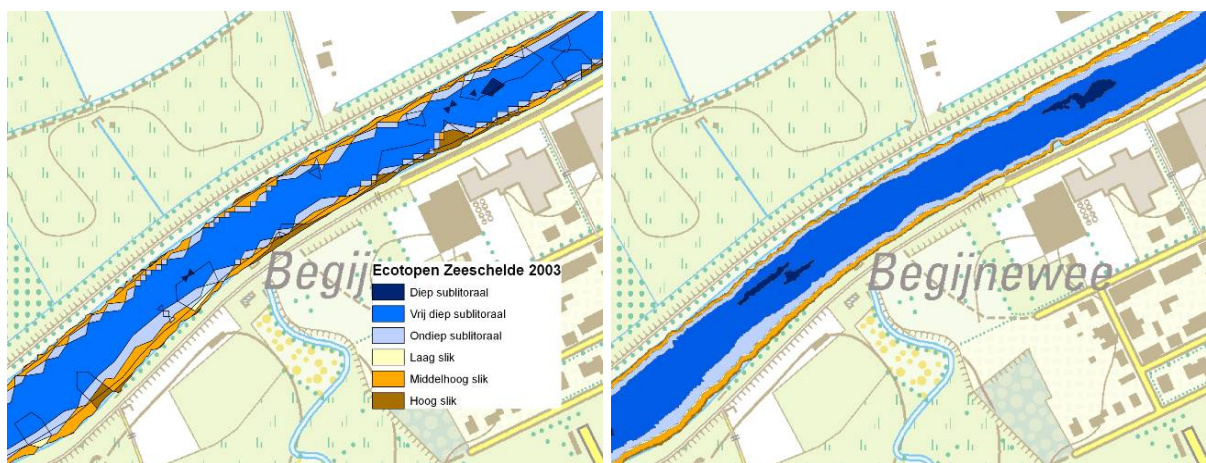 Begij
Ecotopen Zeeschelde 2003
Diep sublitoraal
Vrij diep sublitoraal
Ondiep sublitoraal
Laag slik
Middelhoog slik
Hoog slik
Begijnewee